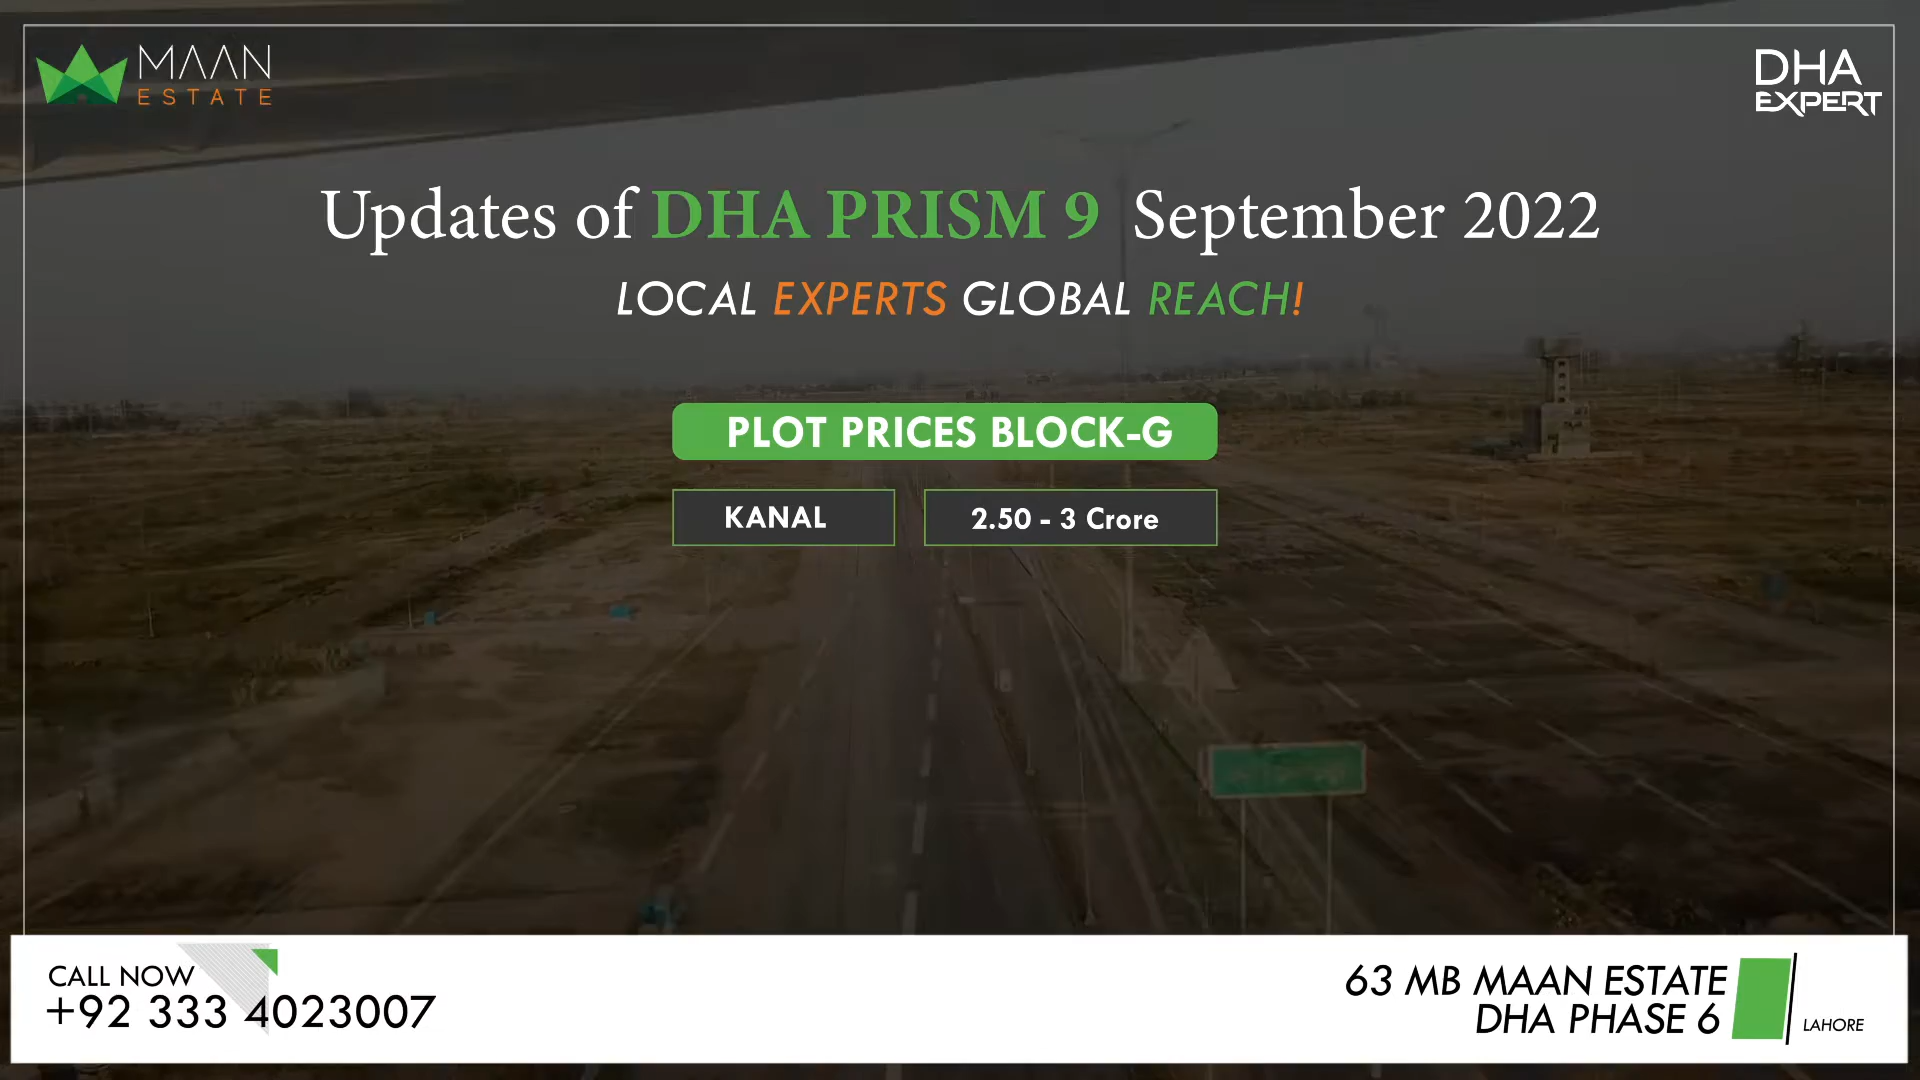 MAAN
ESTATE
DHA
EXPERT
Updates of DHA PRISM 9 September 2022
LOCAL EXPERTS GLOBAL REACH!
PLOT PRICES BLOCK-G
KANAL
2.50 - 3 Crore
CALL NOW
+92 333 4023007
63 MB MAAN ESTATE
DHA PHASE 6
LAHORE